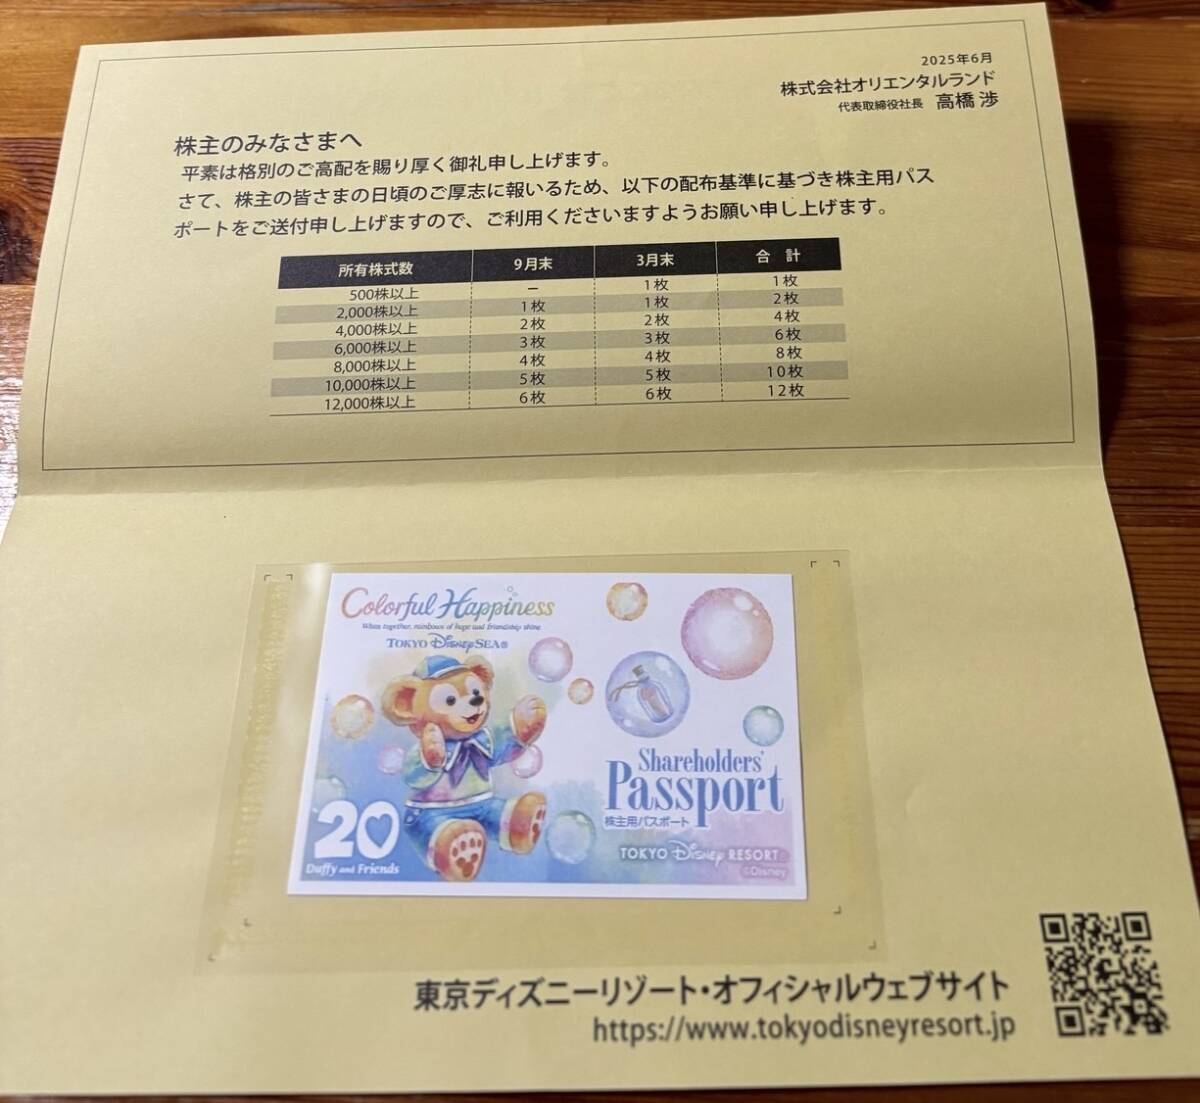 2025年6月
株式会社オリエンタルランド
代表取締役社長 高橋 渉
株主のみなさまへ
平素は格別のご高配を賜り厚く御礼申し上げます。
さて、株主の皆さまの日頃のご厚志に報いるため、以下の配布基準に基づき株主用パス
ポートをご送付申し上げますので、ご利用くださいますようお願い申し上げます。
所有株式数 9月末 3月末 合 計
500株以上 － 1枚 1枚
2,000株以上 1枚 1枚 2枚
4,000株以上 2枚 2枚 4枚
6,000株以上 3枚 3枚 6枚
8,000株以上 4枚 4枚 8枚
10,000株以上 5枚 5枚 10枚
12,000株以上 6枚 6枚 12枚
Colorful Happiness
When together, rainbows of hope and friendship shine
TOKYO DisneySEA®
Shareholders'
Passport
株主用パスポート
20
Duffy and Friends
TOKYO Disney RESORT®
©Disney
東京ディズニーリゾート・オフィシャルウェブサイト
https://www.tokyodisneyresort.jp